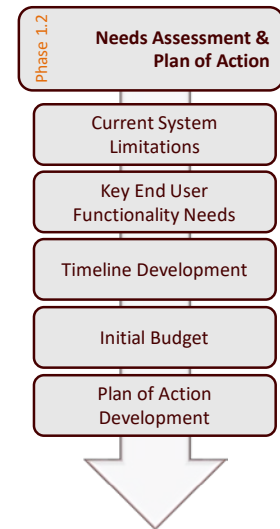 Phase 1.2
Needs Assessment &
Plan of Action
Current System
Limitations
Key End User
Functionality Needs
Timeline Development
Initial Budget
Plan of Action
Development